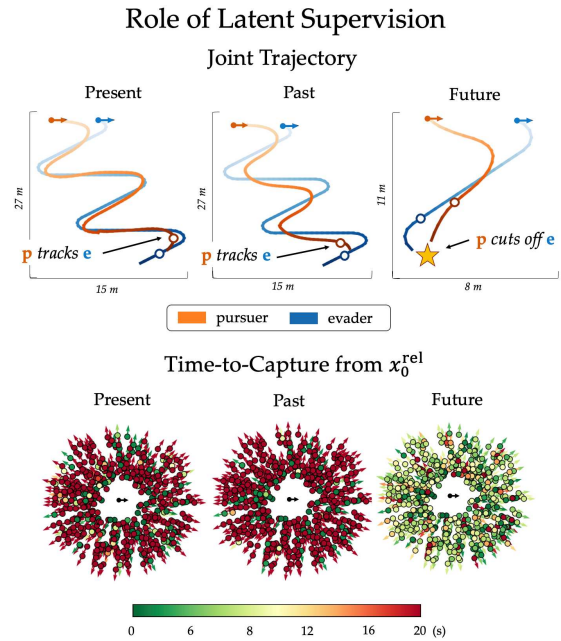 Role of Latent Supervision
Joint Trajectory
Present Past Future
27 m
27 m
11 m
p tracks e
p tracks e
p cuts off e
15 m 15 m 8 m
pursuer evader
Time-to-Capture from x₀ʳᵉˡ
Present Past Future
0 6 8 12 16 20 (s)